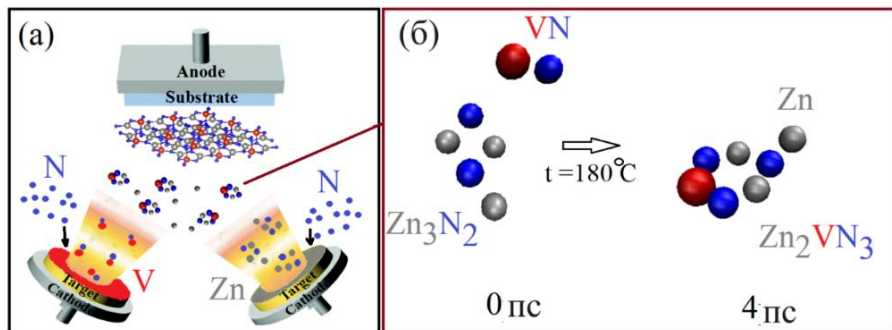 (а)
Anode
Substrate
N
N
V
Target
Cathode
Zn
Target
Cathode
(б)
VN
Zn₃N₂
t =180°C
Zn
Zn₂VN₃
0 пс
4 пс